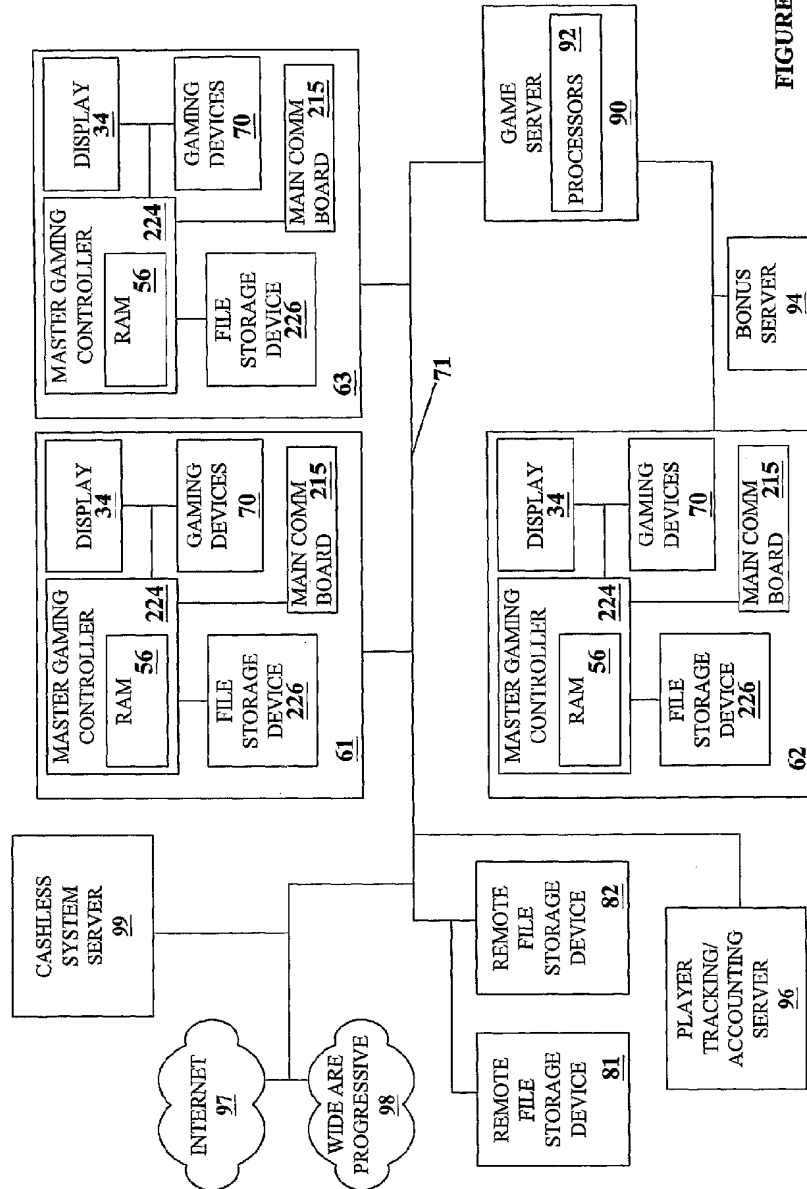 CASHLESS
SYSTEM
SERVER
99
INTERNET
97
WIDE ARE
PROGRESSIVE
98
MASTER GAMING
CONTROLLER
224
RAM
56
FILE
STORAGE
DEVICE
226
DISPLAY
34
GAMING
DEVICES
70
MAIN COMM
BOARD
215
61
MASTER GAMING
CONTROLLER
224
RAM
56
FILE
STORAGE
DEVICE
226
DISPLAY
34
GAMING
DEVICES
70
MAIN COMM
BOARD
215
63
71
REMOTE
FILE
STORAGE
DEVICE
81
REMOTE
FILE
STORAGE
DEVICE
82
PLAYER
TRACKING/
ACCOUNTING
SERVER
96
MASTER GAMING
CONTROLLER
224
RAM
56
FILE
STORAGE
DEVICE
226
DISPLAY
34
GAMING
DEVICES
70
MAIN COMM
BOARD
215
62
BONUS
SERVER
94
GAME
SERVER
PROCESSORS
92
90
FIGURE